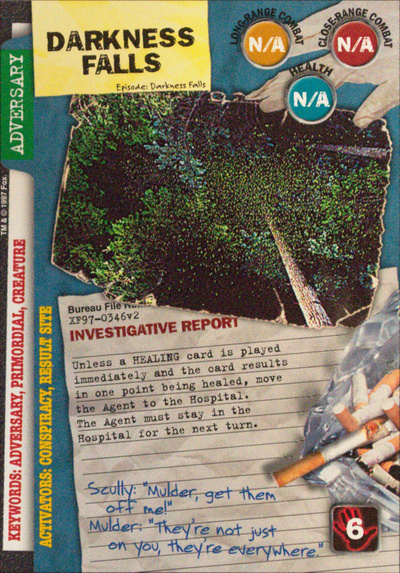 DARKNESS
FALLS
Episode: Darkness Falls
LONG-RANGE COMBAT
N/A
CLOSE-RANGE COMBAT
N/A
HEALTH
N/A
ADVERSARY
TM & © 1997 Fox.
KEYWORDS: ADVERSARY, PRIMORDIAL, CREATURE
ACTIVATORS: CONSPIRACY, RESULT SITE
Bureau File
XF97-0346v2
INVESTIGATIVE REPORT
Unless a HEALING card is played
immediately and the card results
in one point being healed, move
the Agent to the Hospital.
The Agent must stay in the
Hospital for the next turn.
Scully: "Mulder, get them
off me!"
Mulder: "They're not just
on you, they're everywhere."
6